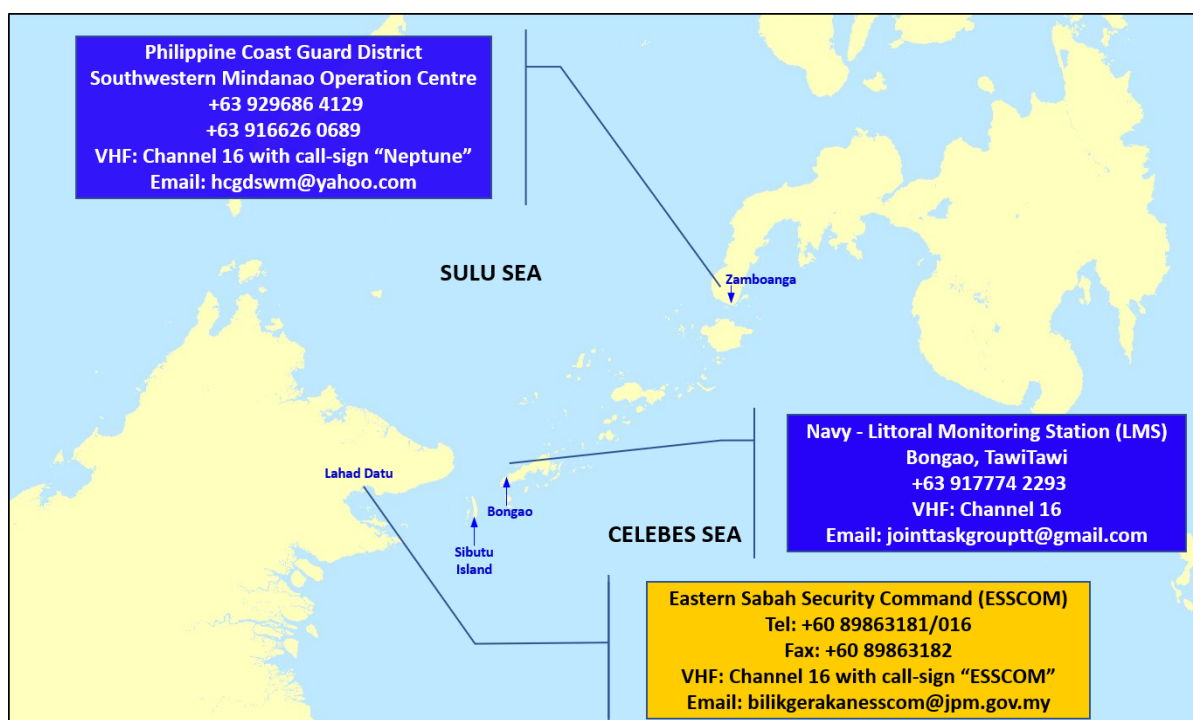 Philippine Coast Guard District
Southwestern Mindanao Operation Centre
+63 929686 4129
+63 916626 0689
VHF: Channel 16 with call-sign “Neptune”
Email: hcgdswm@yahoo.com
SULU SEA
Zamboanga
Lahad Datu
Bongao
Sibutu
Island
CELEBES SEA
Navy - Littoral Monitoring Station (LMS)
Bongao, TawiTawi
+63 917774 2293
VHF: Channel 16
Email: jointtaskgrouptt@gmail.com
Eastern Sabah Security Command (ESSCOM)
Tel: +60 89863181/016
Fax: +60 89863182
VHF: Channel 16 with call-sign “ESSCOM”
Email: bilikgerakanesscom@jpm.gov.my